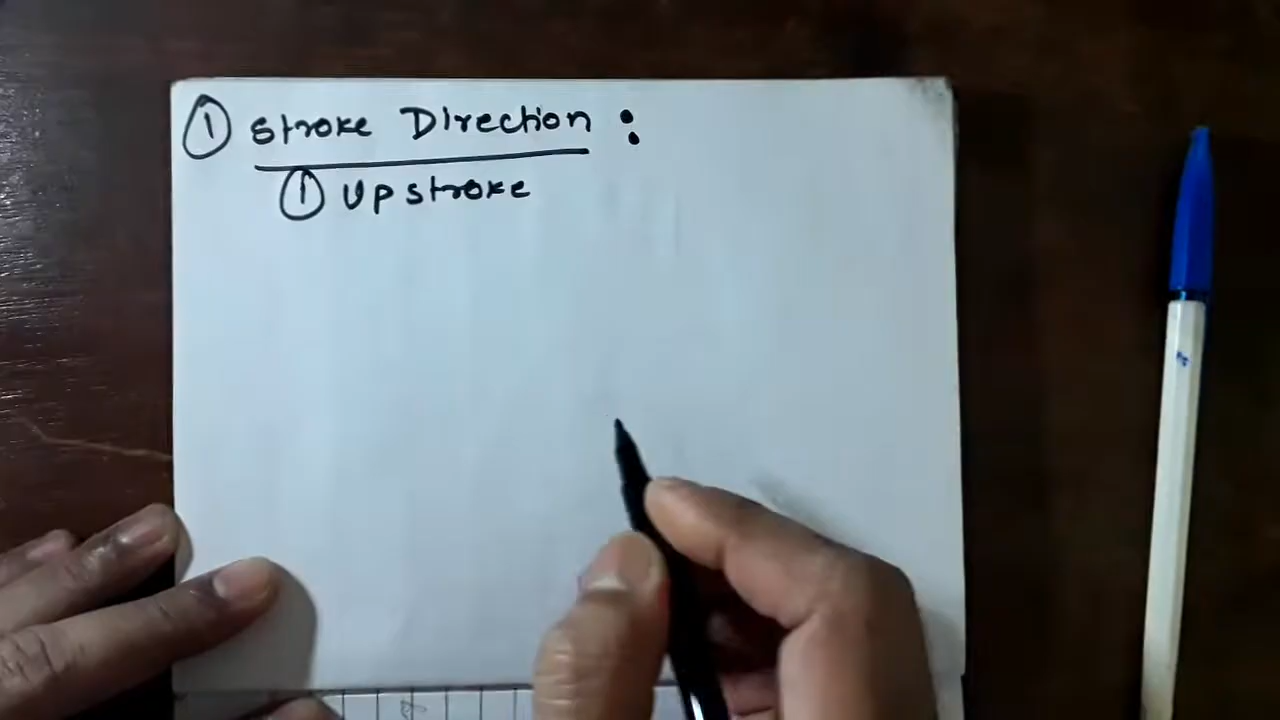 ① Stroke Direction :
① Upstroke